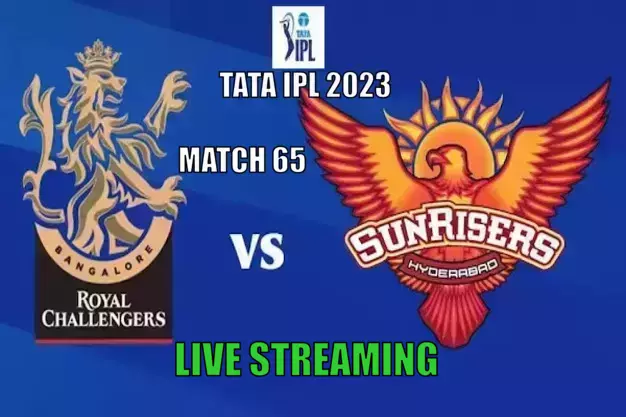 TATA
IPL
TATA IPL 2023
MATCH 65
BANGALORE
ROYAL
CHALLENGERS
VS
SUNRISERS
HYDERABAD
LIVE STREAMING